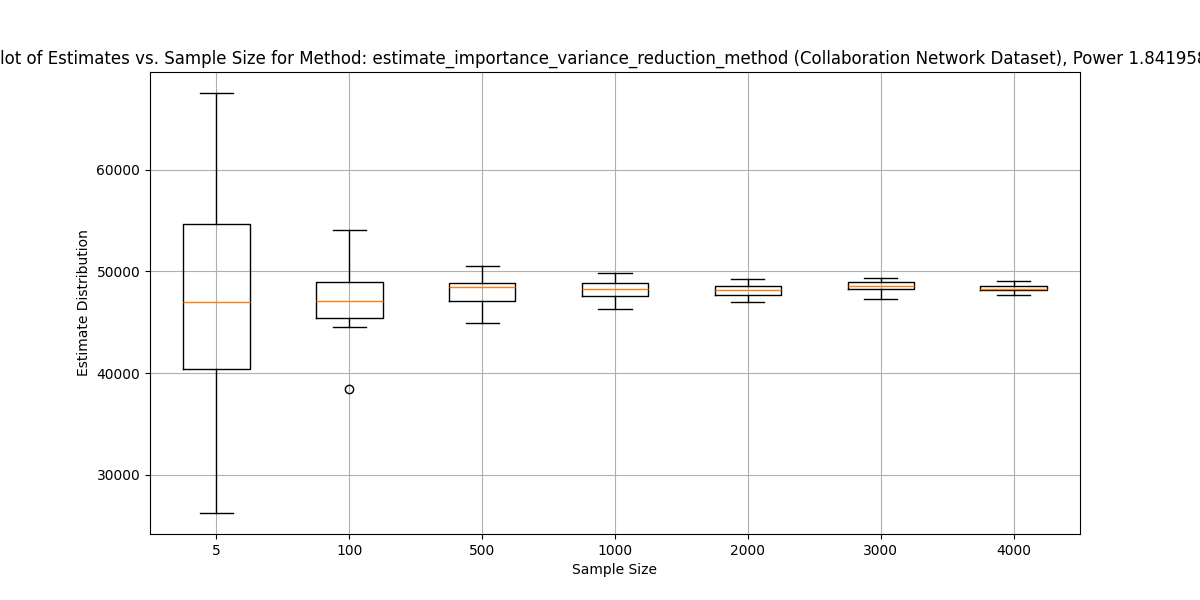 lot of Estimates vs. Sample Size for Method: estimate_importance_variance_reduction_method (Collaboration Network Dataset), Power 1.841958
60000
50000
40000
30000
Estimate Distribution
5 100 500 1000 2000 3000 4000
Sample Size